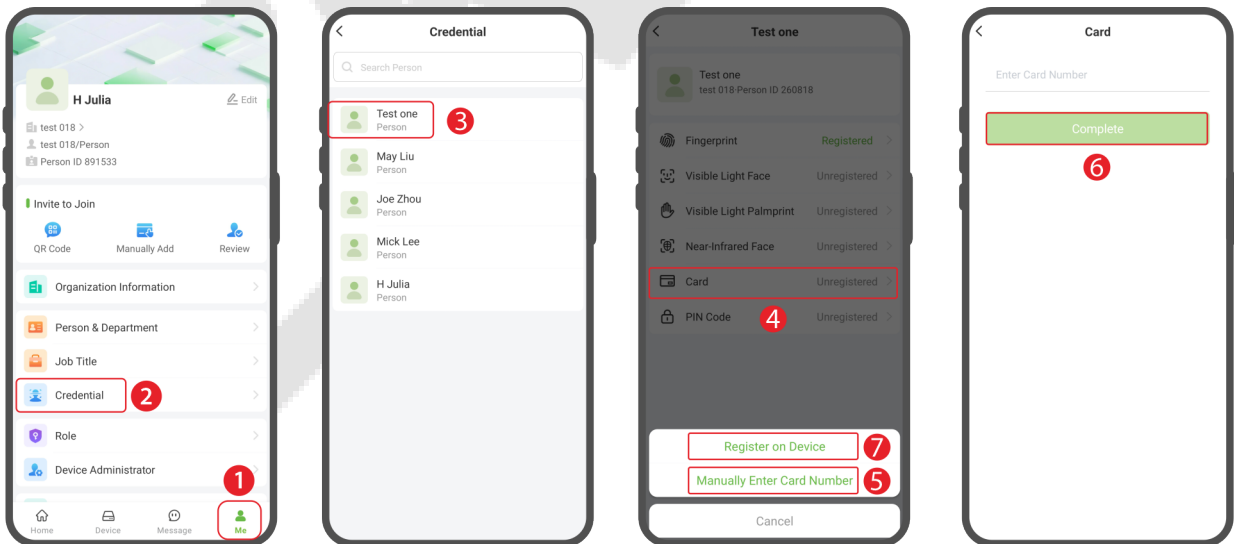 H Julia
Edit
test 018 >
test 018/Person
Person ID 891533
Invite to Join
QR Code
Manually Add
Review
Organization Information
Person & Department
Job Title
Credential
2
Role
Device Administrator
1
Home
Device
Message
Me
Credential
Search Person
Test one
Person
3
May Liu
Person
Joe Zhou
Person
Mick Lee
Person
H Julia
Person
Test one
Test one
test 018·Person ID 260818
Fingerprint Registered
Visible Light Face Unregistered
Visible Light Palmprint Unregistered
Near-Infrared Face Unregistered
Card Unregistered
PIN Code Unregistered
4
Register on Device
7
Manually Enter Card Number
5
Cancel
Card
Enter Card Number
Complete
6